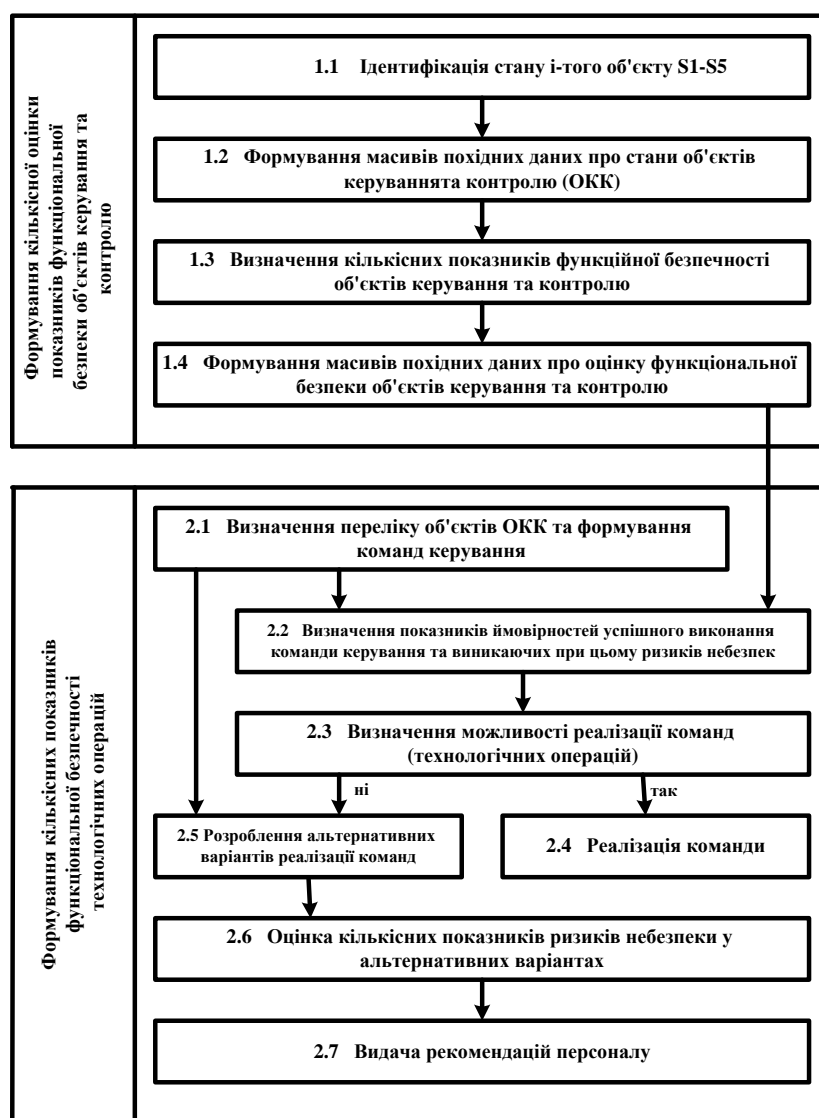 Формування кількісної оцінки
показників функціональної
безпеки об'єктів керування та
контролю
1.1 Ідентифікація стану і-того об'єкту S1-S5
1.2 Формування масивів похідних даних про стани об'єктів
керуваннята контролю (ОКК)
1.3 Визначення кількісних показників функційної безпечності
об'єктів керування та контролю
1.4 Формування масивів похідних даних про оцінку функціональної
безпеки об'єктів керування та контролю
Формування кількісних показників
функціональної безпечності
технологічних операцій
2.1 Визначення переліку об'єктів ОКК та формування
команд керування
2.2 Визначення показників ймовірностей успішного виконання
команди керування та виникаючих при цьому ризиків небезпек
2.3 Визначення можливості реалізації команд
(технологічних операцій)
ні
так
2.5 Розроблення альтернативних
варіантів реалізації команд
2.4 Реалізація команди
2.6 Оцінка кількісних показників ризиків небезпеки у
альтернативних варіантах
2.7 Видача рекомендацій персоналу